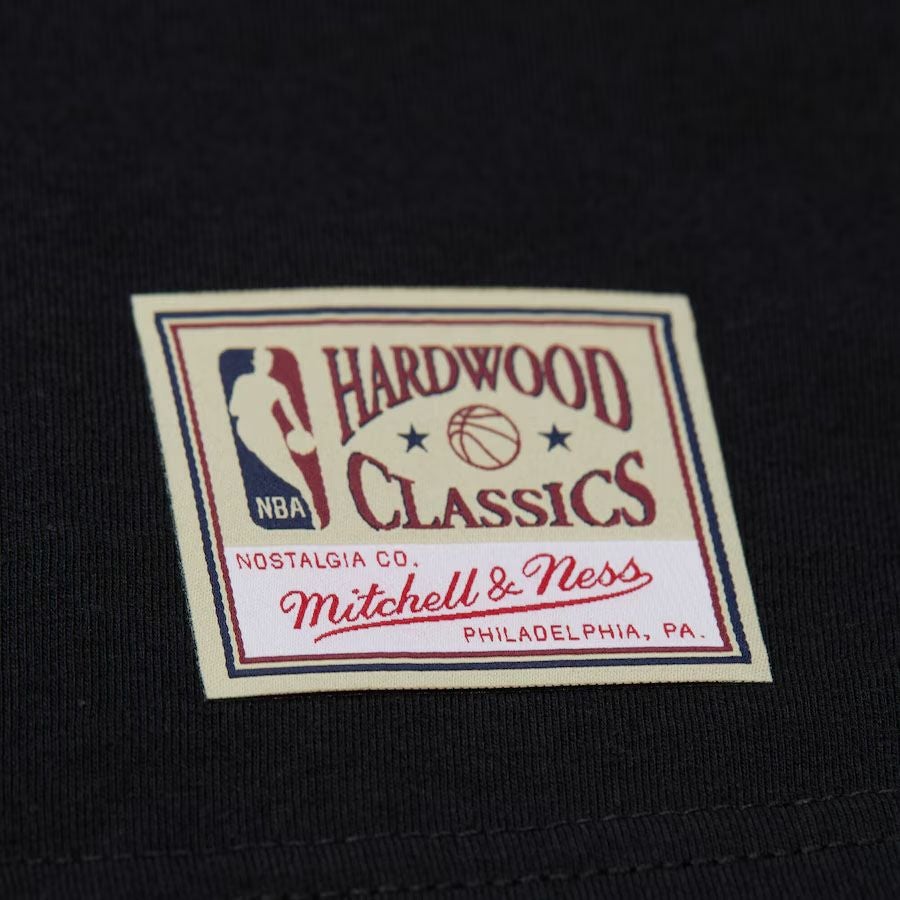 HARDWOOD
CLASSICS
NBA
NOSTALGIA CO.
Mitchell & Ness
PHILADELPHIA, PA.